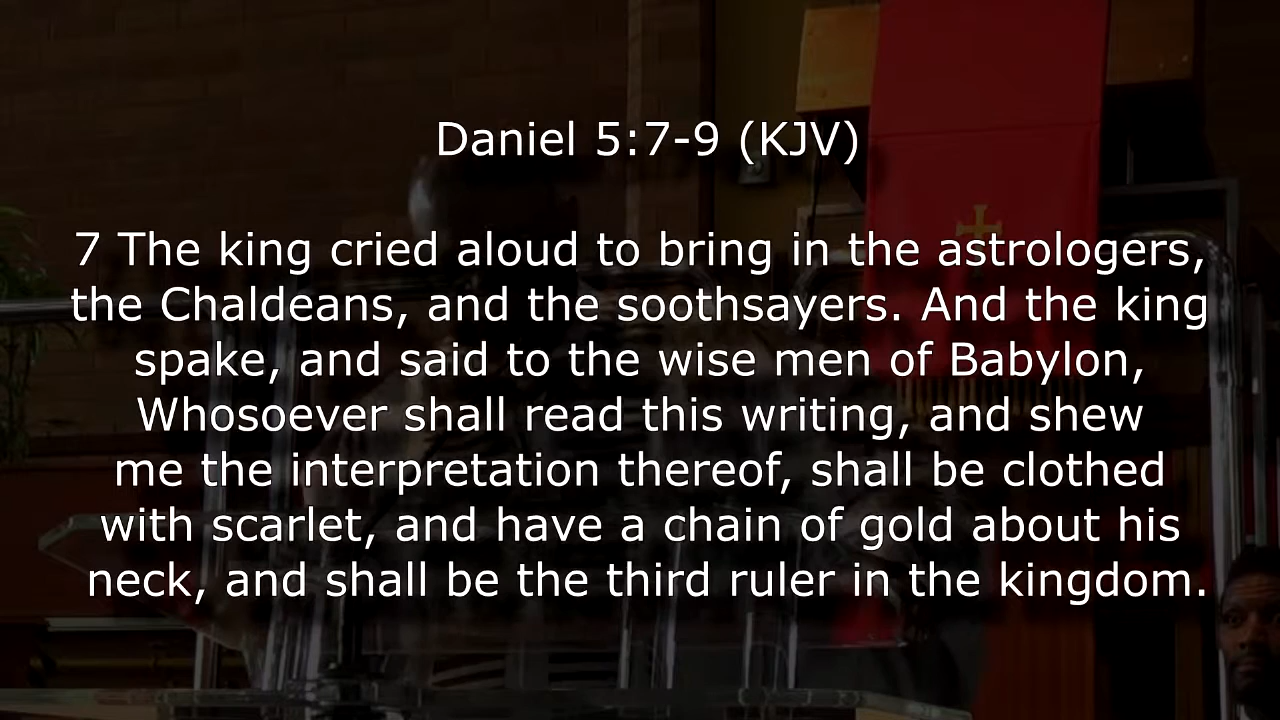 Daniel 5:7-9 (KJV)
7 The king cried aloud to bring in the astrologers,
the Chaldeans, and the soothsayers. And the king
spake, and said to the wise men of Babylon,
Whosoever shall read this writing, and shew
me the interpretation thereof, shall be clothed
with scarlet, and have a chain of gold about his
neck, and shall be the third ruler in the kingdom.